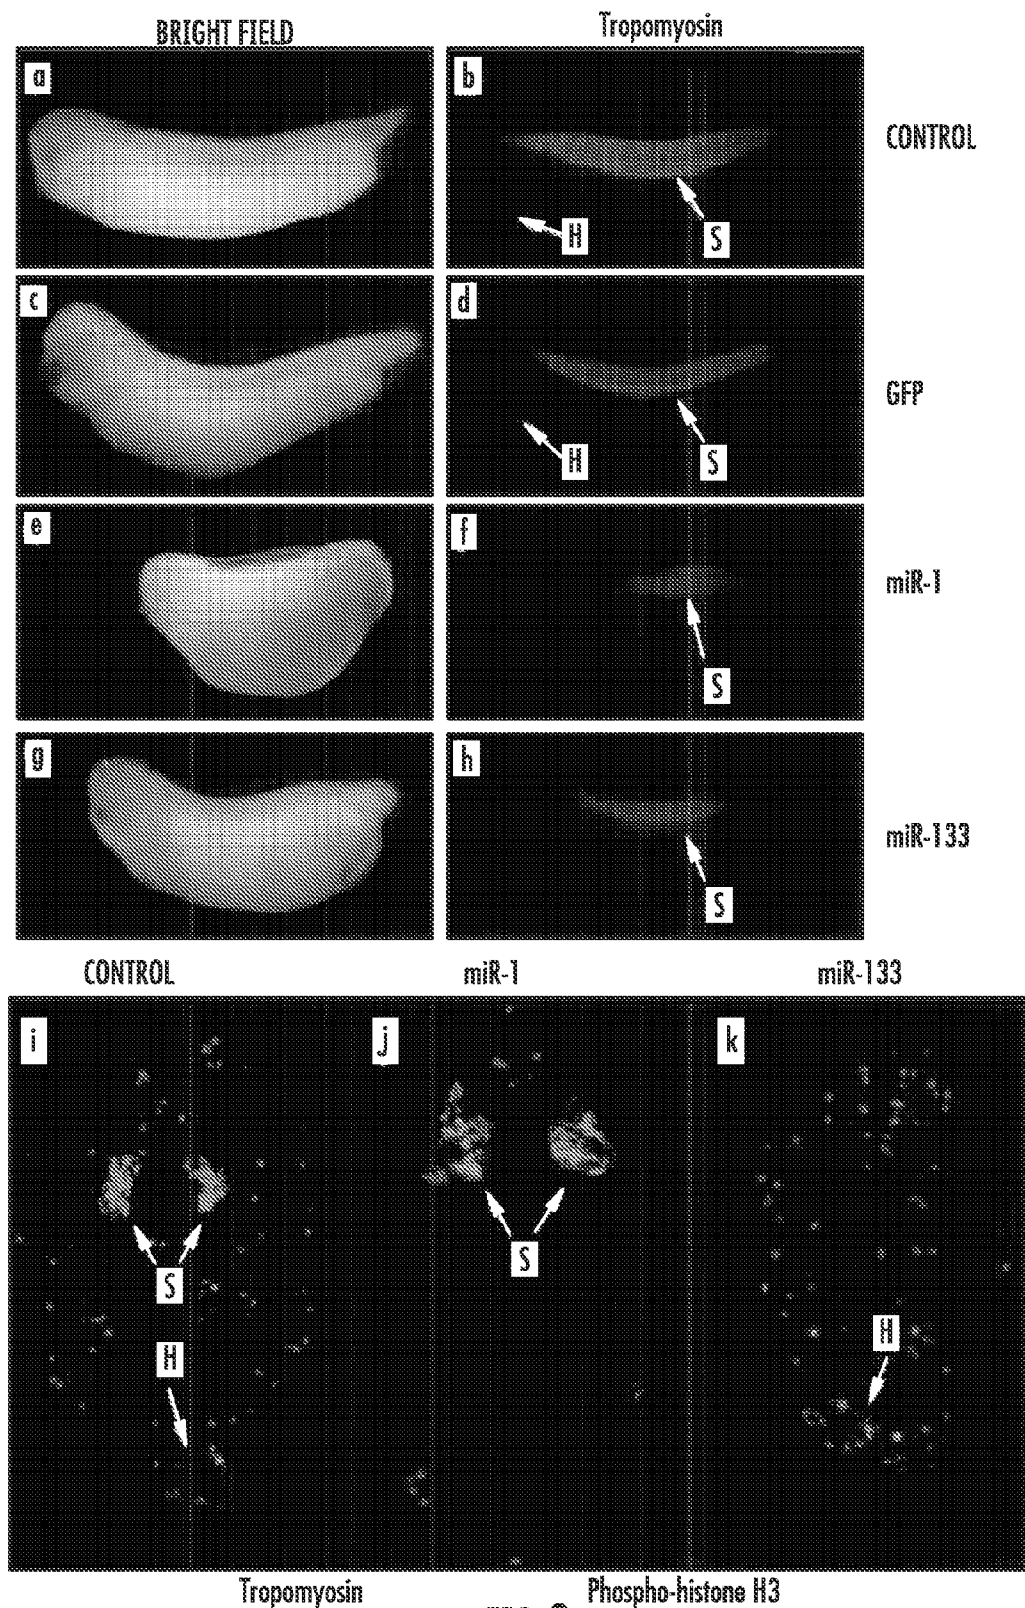 BRIGHT FIELD
Tropomyosin
a
b
CONTROL
H
S
c
d
GFP
H
S
e
f
miR-1
S
g
h
miR-133
S
CONTROL
miR-1
miR-133
i
j
k
S
S
H
H
Tropomyosin
Phospho-histone H3